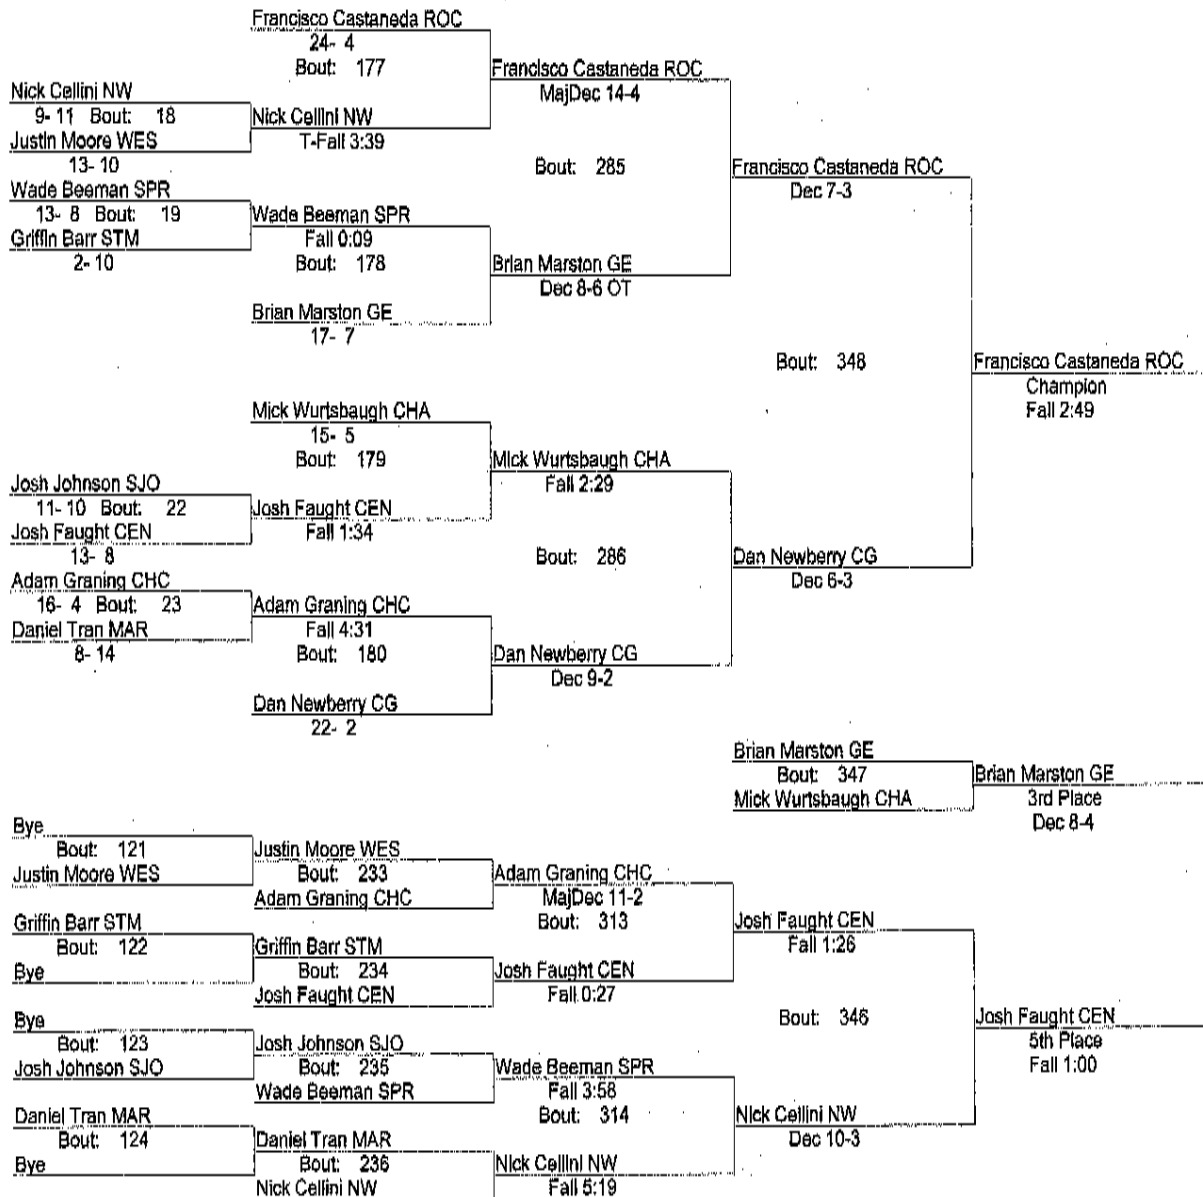 Francisco Castaneda ROC
24- 4
Bout: 177
Francisco Castaneda ROC
MajDec 14-4
Nick Cellini NW
9- 11 Bout: 18
Nick Cellini NW
T-Fall 3:39
Justin Moore WES
13- 10
Bout: 285
Francisco Castaneda ROC
Dec 7-3
Wade Beeman SPR
13- 8 Bout: 19
Wade Beeman SPR
Fall 0:09
Griffin Barr STM
2- 10
Bout: 178
Brian Marston GE
Dec 8-6 OT
Brian Marston GE
17- 7
Bout: 348
Francisco Castaneda ROC
Champion
Fall 2:49
Mick Wurtsbaugh CHA
15- 5
Bout: 179
Mick Wurtsbaugh CHA
Fall 2:29
Josh Johnson SJO
11- 10 Bout: 22
Josh Faught CEN
Fall 1:34
Josh Faught CEN
13- 8
Bout: 286
Dan Newberry CG
Dec 6-3
Adam Graning CHC
16- 4 Bout: 23
Adam Graning CHC
Fall 4:31
Daniel Tran MAR
8- 14
Bout: 180
Dan Newberry CG
Dec 9-2
Dan Newberry CG
22- 2
Brian Marston GE
Bout: 347
Mick Wurtsbaugh CHA
Brian Marston GE
3rd Place
Dec 8-4
Bye
Bout: 121
Justin Moore WES
Justin Moore WES
Bout: 233
Adam Graning CHC
Adam Graning CHC
MajDec 11-2
Bout: 313
Griffin Barr STM
Bout: 122
Bye
Griffin Barr STM
Bout: 234
Josh Faught CEN
Josh Faught CEN
Fall 0:27
Josh Faught CEN
Fall 1:26
Bout: 346
Josh Faught CEN
5th Place
Fall 1:00
Bye
Bout: 123
Josh Johnson SJO
Josh Johnson SJO
Bout: 235
Wade Beeman SPR
Wade Beeman SPR
Fall 3:58
Bout: 314
Nick Cellini NW
Dec 10-3
Daniel Tran MAR
Bout: 124
Bye
Daniel Tran MAR
Bout: 236
Nick Cellini NW
Nick Cellini NW
Fall 5:19